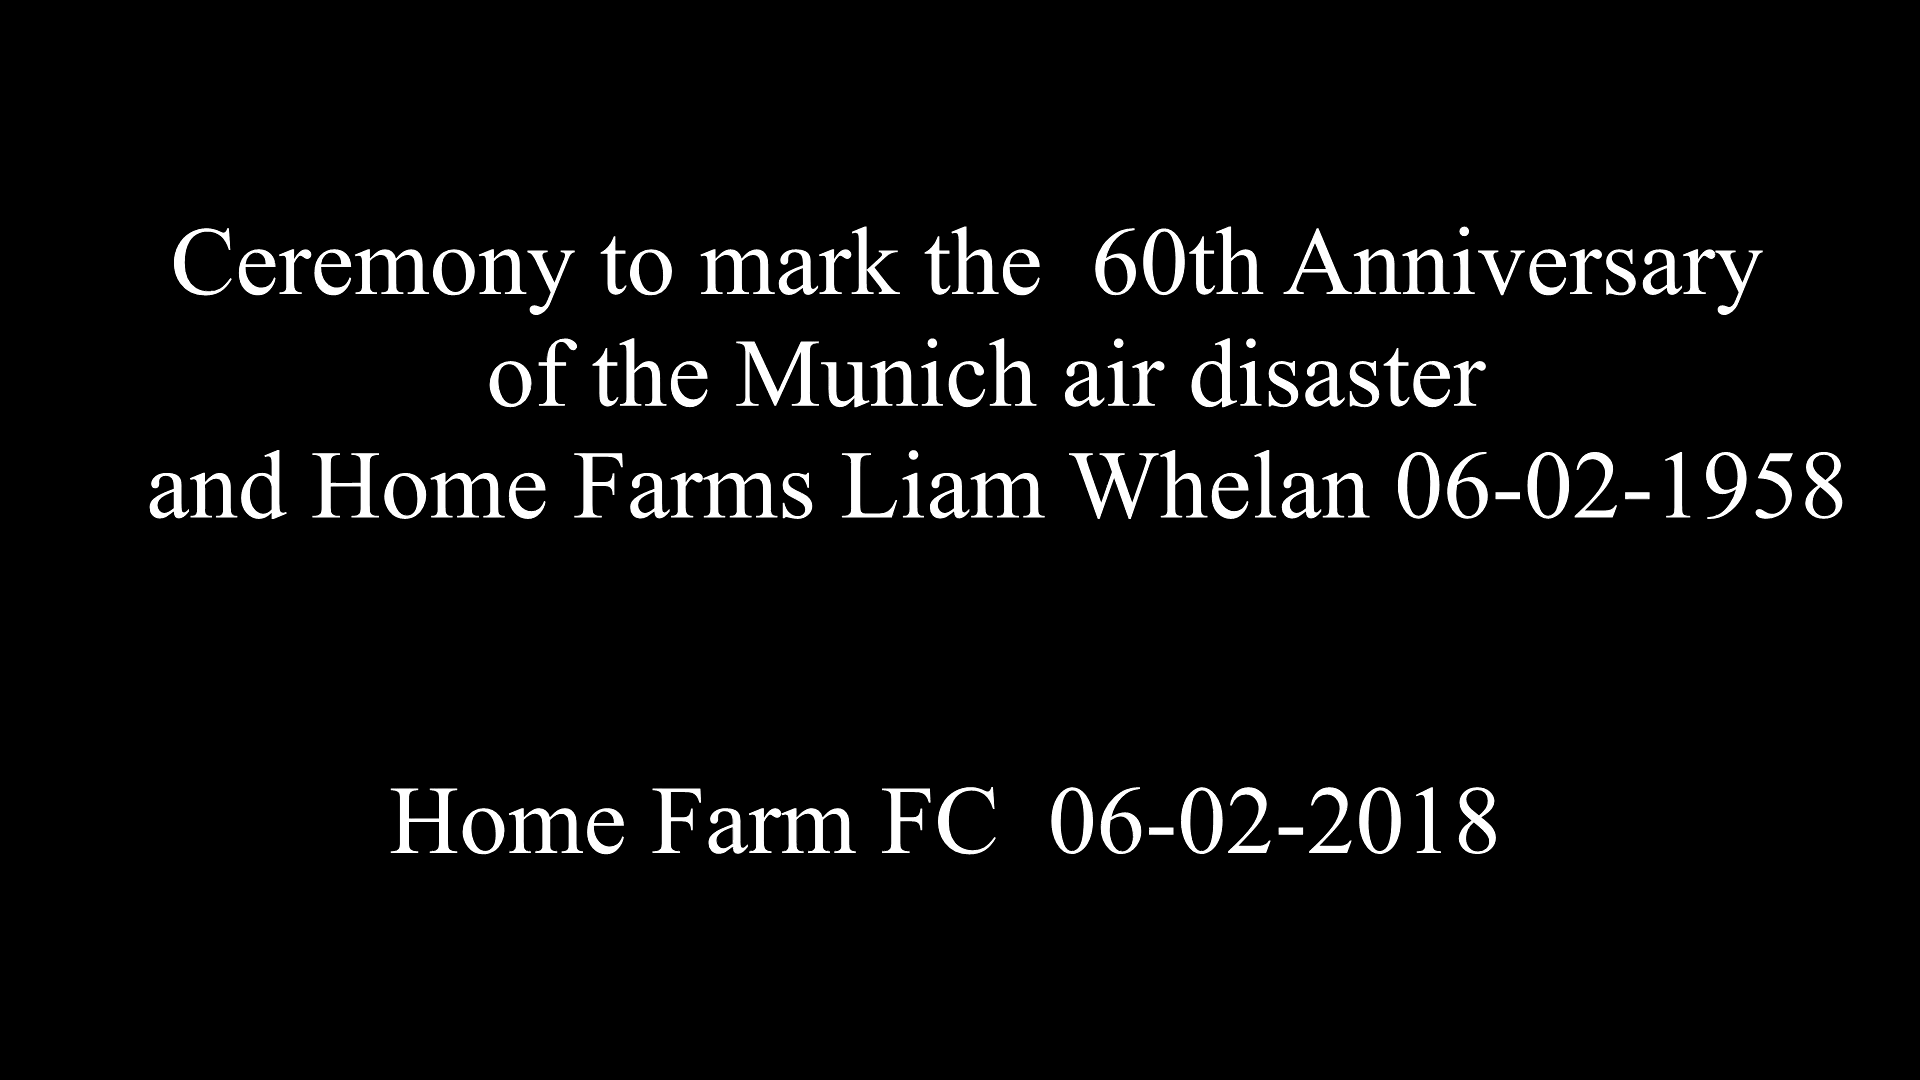 Ceremony to mark the  60th Anniversary
of the Munich air disaster
and Home Farms Liam Whelan 06-02-1958
Home Farm FC  06-02-2018